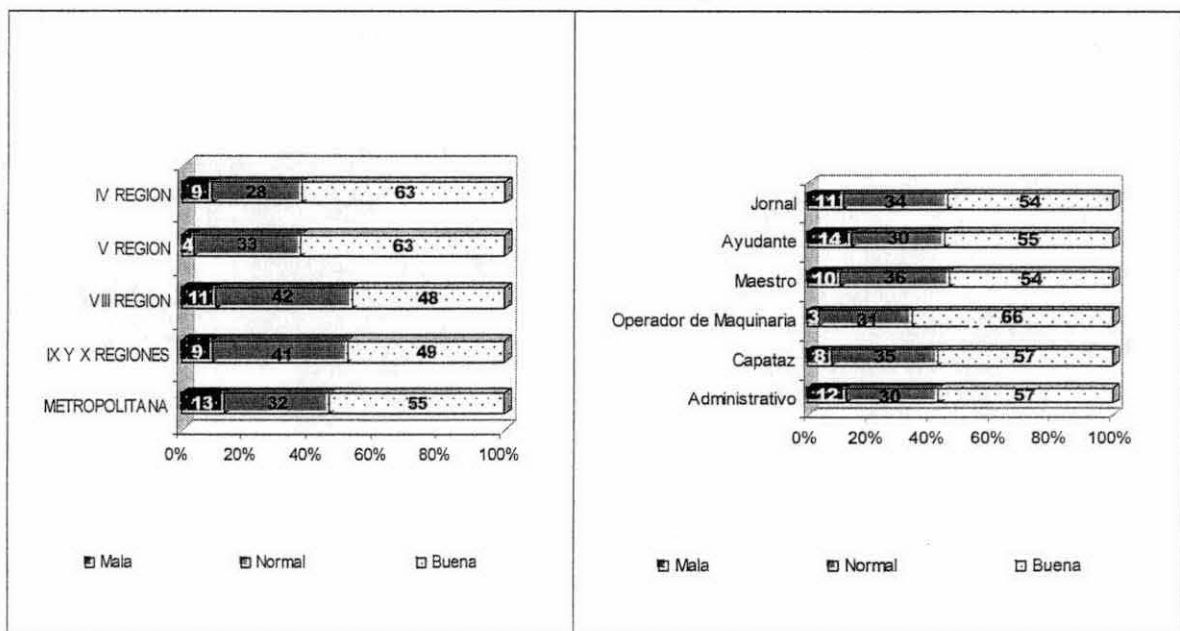 IV REGION 9 28 63
V REGION 4 33 63
VIII REGION 11 42 48
IX Y X REGIONES 9 41 49
METROPOLITANA 13 32 55
0% 20% 40% 60% 80% 100%
Mala Normal Buena
Jornal 11 34 54
Ayudante 14 30 55
Maestro 10 36 54
Operador de Maquinaria 3 31 66
Capataz 8 35 57
Administrativo 12 30 57
0% 20% 40% 60% 80% 100%
Mala Normal Buena